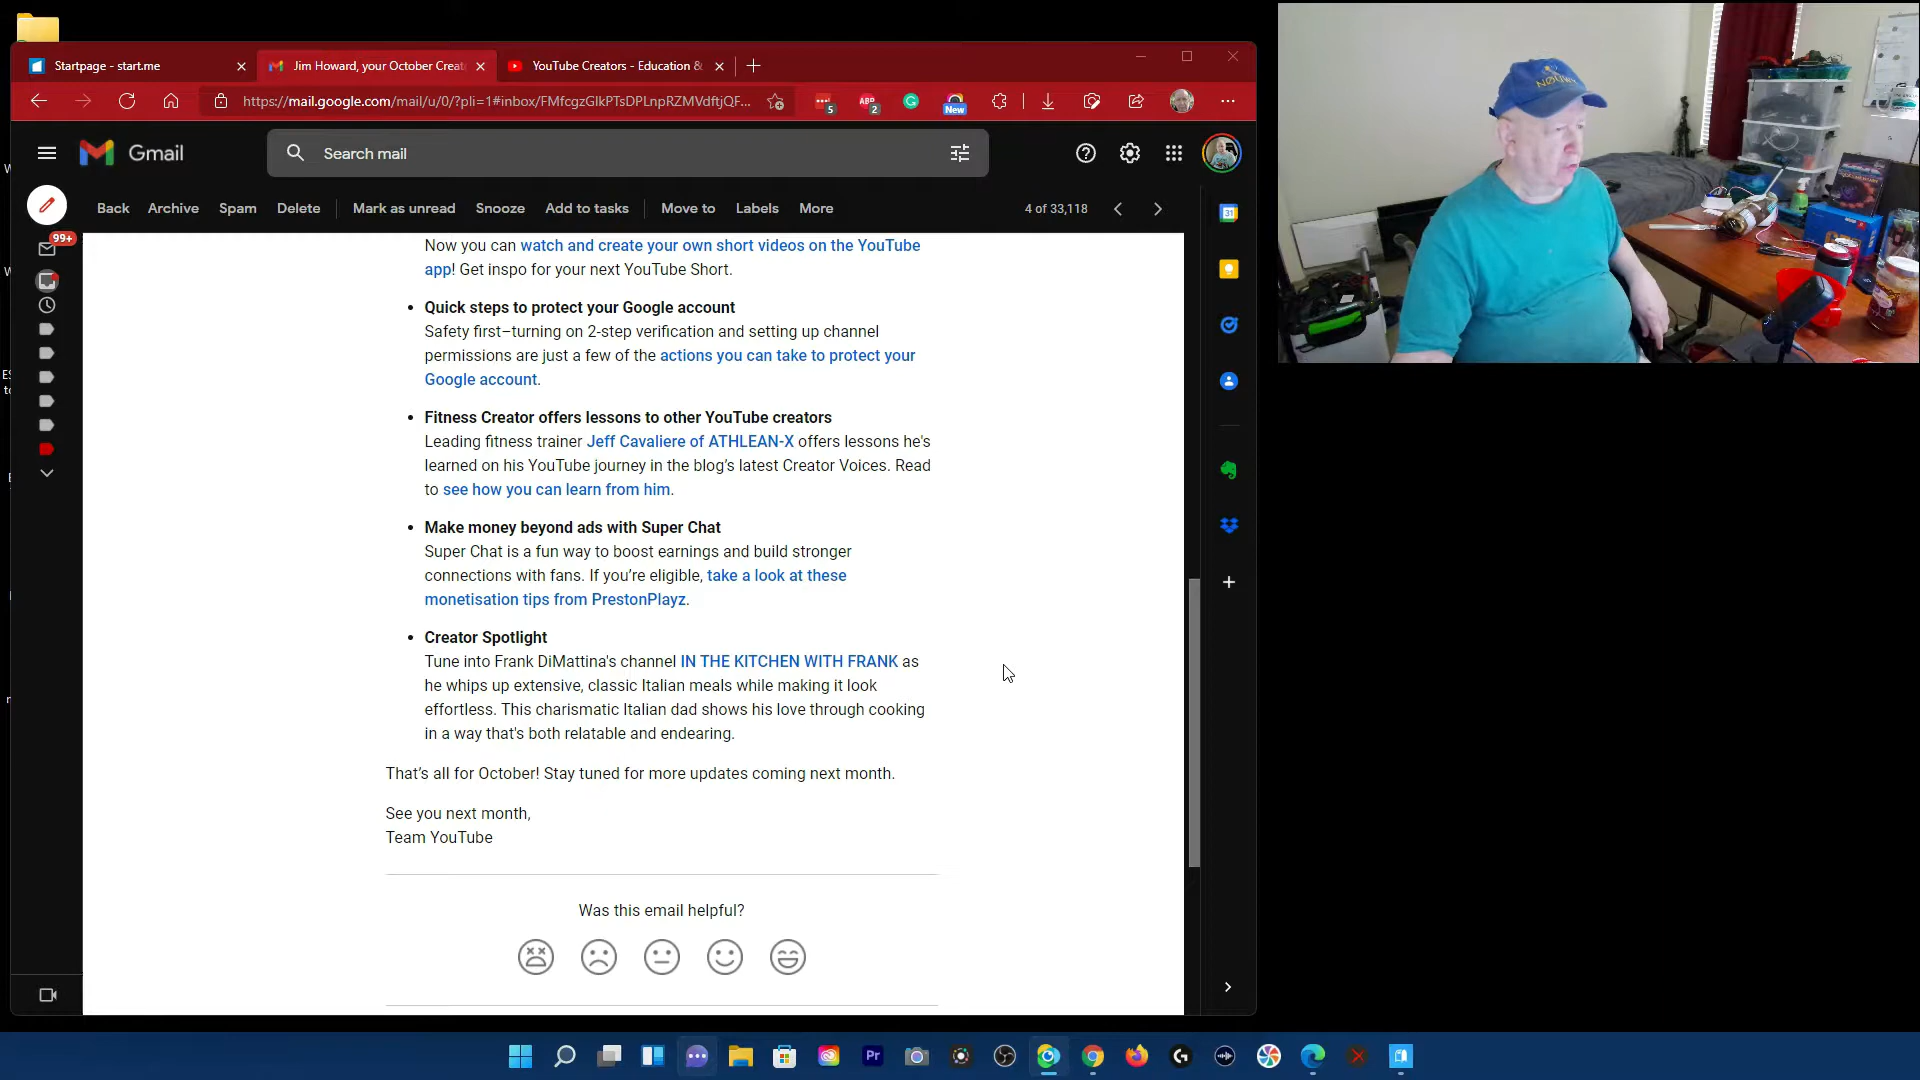 Startpage - start.me
Jim Howard, your October Creat
YouTube Creators - Education &
https://mail.google.com/mail/u/0/?pli=1#inbox/FMfcgzGlkPTsDPLnpRZMVdftjQF...
5
ABP
2
New
Gmail
Search mail
Back
Archive
Spam
Delete
Mark as unread
Snooze
Add to tasks
Move to
Labels
More
4 of 33,118
99+
31
Now you can watch and create your own short videos on the YouTube
app! Get inspo for your next YouTube Short.
• Quick steps to protect your Google account
Safety first–turning on 2-step verification and setting up channel
permissions are just a few of the actions you can take to protect your
Google account.
• Fitness Creator offers lessons to other YouTube creators
Leading fitness trainer Jeff Cavaliere of ATHLEAN-X offers lessons he's
learned on his YouTube journey in the blog’s latest Creator Voices. Read
to see how you can learn from him.
• Make money beyond ads with Super Chat
Super Chat is a fun way to boost earnings and build stronger
connections with fans. If you’re eligible, take a look at these
monetisation tips from PrestonPlayz.
• Creator Spotlight
Tune into Frank DiMattina's channel IN THE KITCHEN WITH FRANK as
he whips up extensive, classic Italian meals while making it look
effortless. This charismatic Italian dad shows his love through cooking
in a way that's both relatable and endearing.
That’s all for October! Stay tuned for more updates coming next month.
See you next month,
Team YouTube
Was this email helpful?
Pr